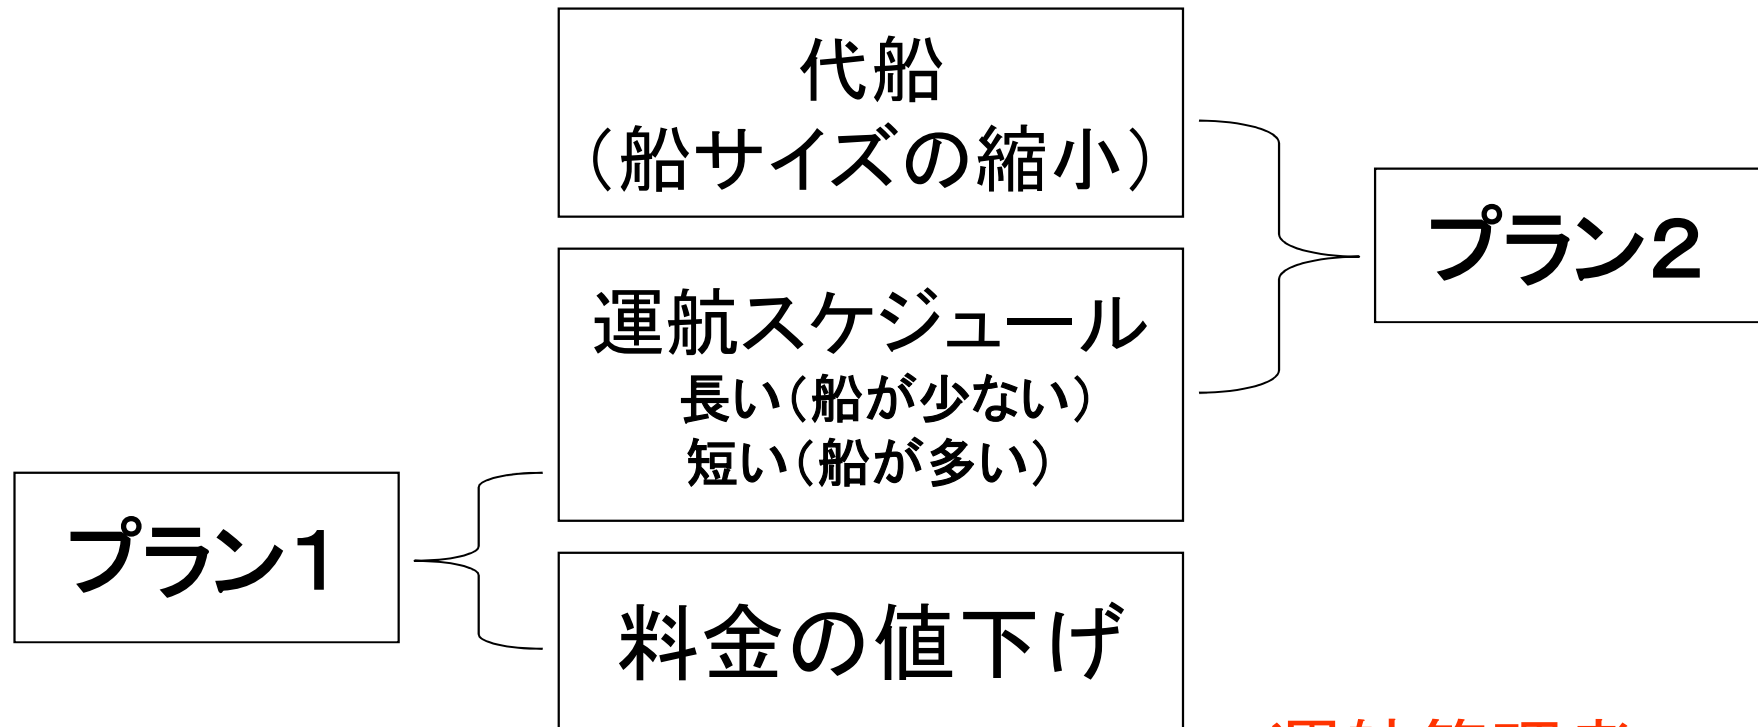 代船
（船サイズの縮小）
プラン２
運航スケジュール
長い（船が少ない）
短い（船が多い）
プラン１
料金の値下げ